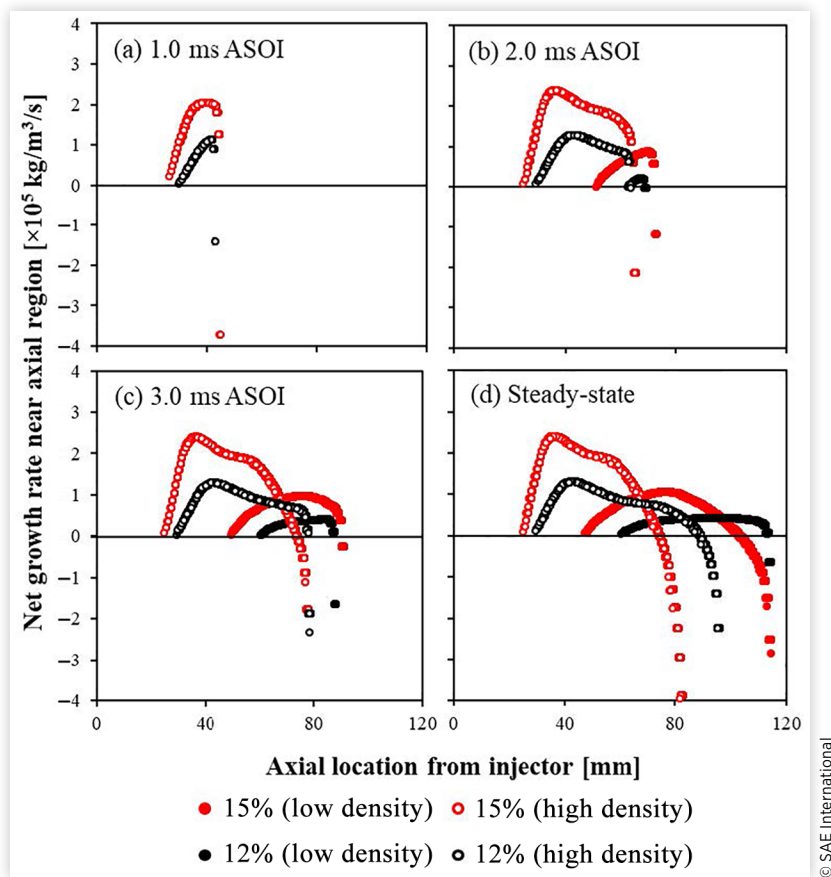 Net growth rate near axial region [×10⁵ kg/m³/s]
(a) 1.0 ms ASOI
4
3
2
1
0
−1
−2
−3
−4
(b) 2.0 ms ASOI
(c) 3.0 ms ASOI
4
3
2
1
0
−1
−2
−3
−4
0 40 80 120
(d) Steady-state
0 40 80 120
Axial location from injector [mm]
15% (low density) 15% (high density)
12% (low density) 12% (high density)
© SAE International